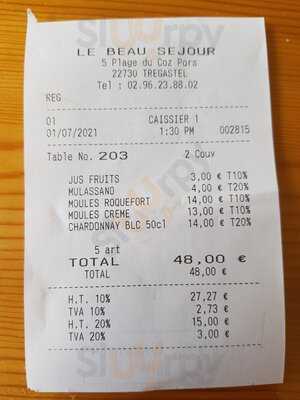 LE BEAU SEJOUR
5 Plage du Coz Pors
22730 TREGASTEL
Tel : 02.96.23.88.02
REG
01 CAISSIER 1
01/07/2021 1:30 PM 002815
Table No. 203 2 Couv
JUS FRUITS 3,00 € T10%
MULASSANO 4,00 € T20%
MOULES ROQUEFORT 14,00 € T10%
MOULES CREME 13,00 € T10%
CHARDONNAY BLC 50cl 14,00 € T20%
5 art
TOTAL 48,00 €
TOTAL 48,00 €
H.T. 10% 27,27 €
TVA 10% 2,73 €
H.T. 20% 15,00 €
TVA 20% 3,00 €